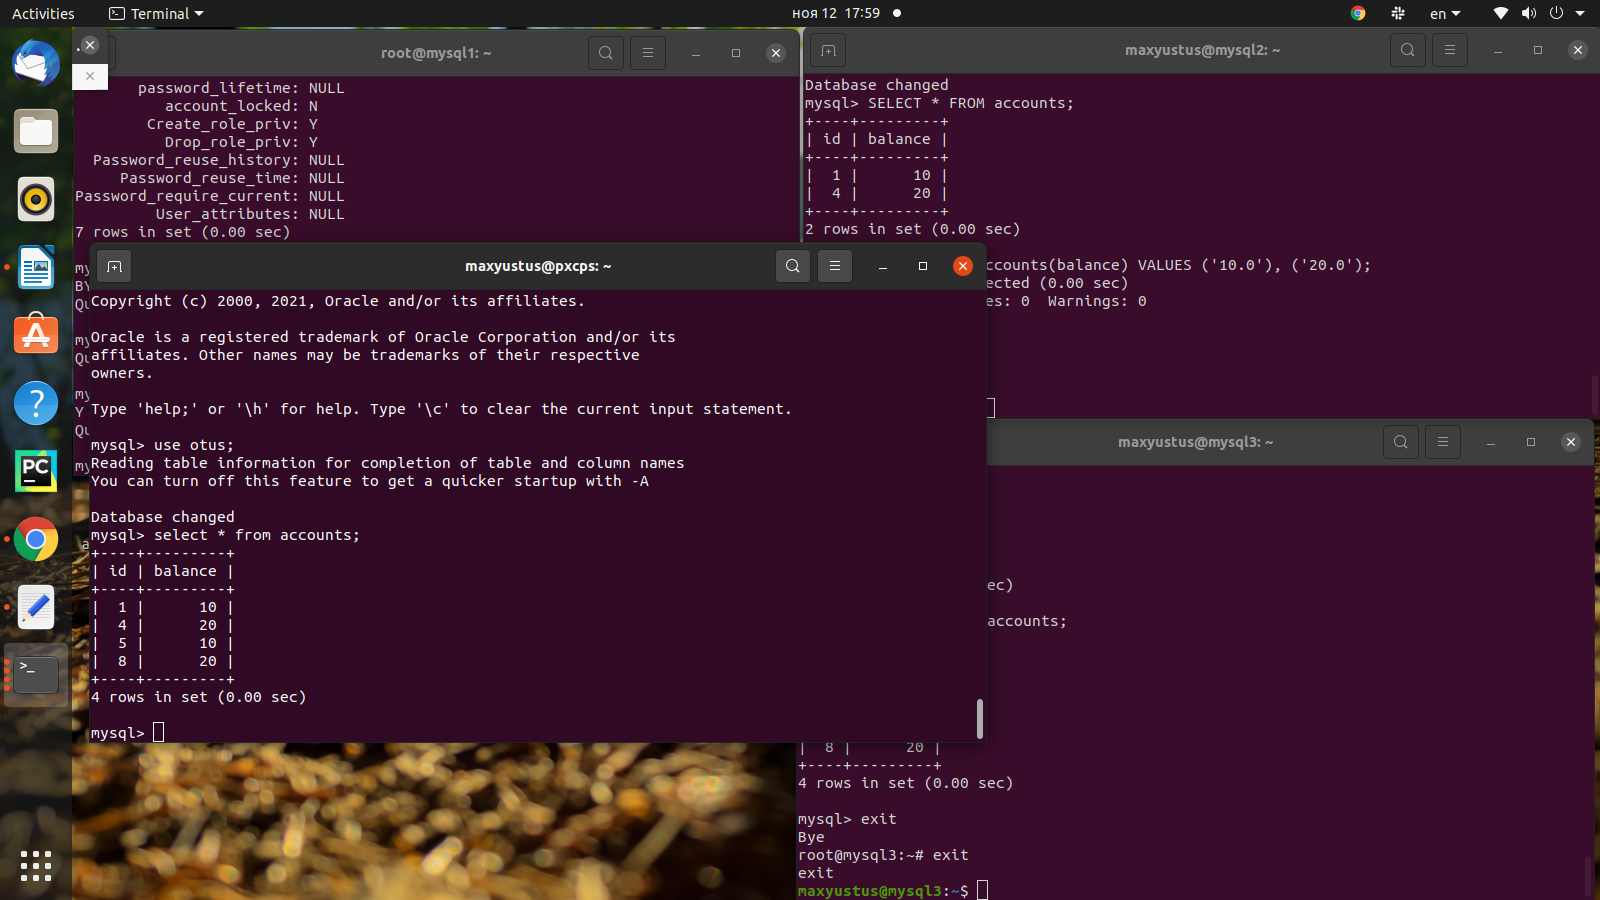 Activities
Terminal
ноя 12 17:59
en
root@mysql1: ~
password_lifetime: NULL
account_locked: N
Create_role_priv: Y
Drop_role_priv: Y
Password_reuse_history: NULL
Password_reuse_time: NULL
Password_require_current: NULL
User_attributes: NULL
7 rows in set (0.00 sec)
my
BY
Qu
my
Qu
my
Y
Qu
my
a
maxyustus@mysql2: ~
Database changed
mysql> SELECT * FROM accounts;
+----+---------+
| id | balance |
+----+---------+
|  1 |      10 |
|  4 |      20 |
+----+---------+
2 rows in set (0.00 sec)
ccounts(balance) VALUES ('10.0'), ('20.0');
ected (0.00 sec)
es: 0  Warnings: 0
maxyustus@pxcps: ~
Copyright (c) 2000, 2021, Oracle and/or its affiliates.
Oracle is a registered trademark of Oracle Corporation and/or its
affiliates. Other names may be trademarks of their respective
owners.
Type 'help;' or '\h' for help. Type '\c' to clear the current input statement.
mysql> use otus;
Reading table information for completion of table and column names
You can turn off this feature to get a quicker startup with -A
Database changed
mysql> select * from accounts;
+----+---------+
| id | balance |
+----+---------+
|  1 |      10 |
|  4 |      20 |
|  5 |      10 |
|  8 |      20 |
+----+---------+
4 rows in set (0.00 sec)
mysql>
maxyustus@mysql3: ~
ec)
accounts;
|  8 |      20 |
+----+---------+
4 rows in set (0.00 sec)
mysql> exit
Bye
root@mysql3:~# exit
exit
maxyustus@mysql3:~$
PC